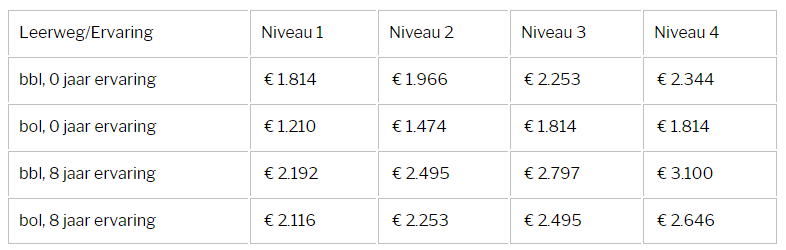 Leerweg/Ervaring Niveau 1 Niveau 2 Niveau 3 Niveau 4
bbl, 0 jaar ervaring € 1.814 € 1.966 € 2.253 € 2.344
bol, 0 jaar ervaring € 1.210 € 1.474 € 1.814 € 1.814
bbl, 8 jaar ervaring € 2.192 € 2.495 € 2.797 € 3.100
bol, 8 jaar ervaring € 2.116 € 2.253 € 2.495 € 2.646